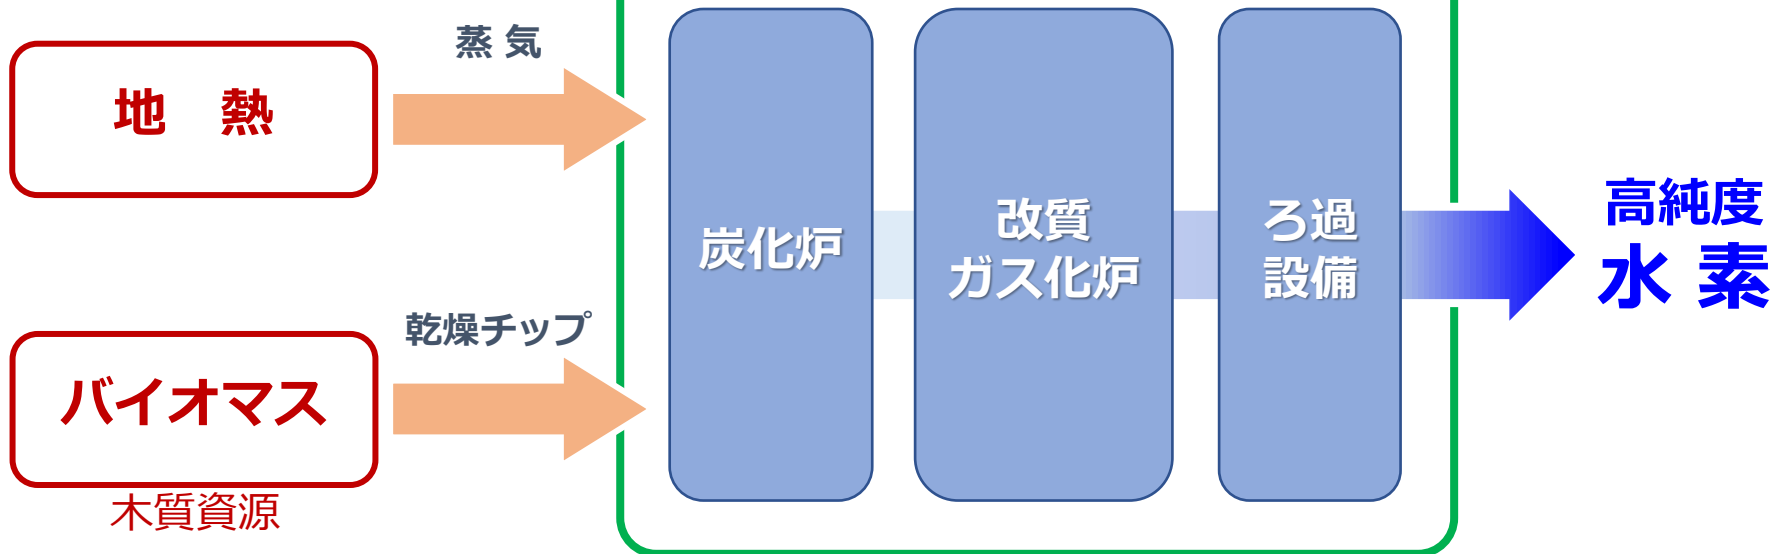 蒸 気
地　熱
炭化炉
改質
ガス化炉
ろ過
設備
高純度
水 素
乾燥チップ
バイオマス
木質資源